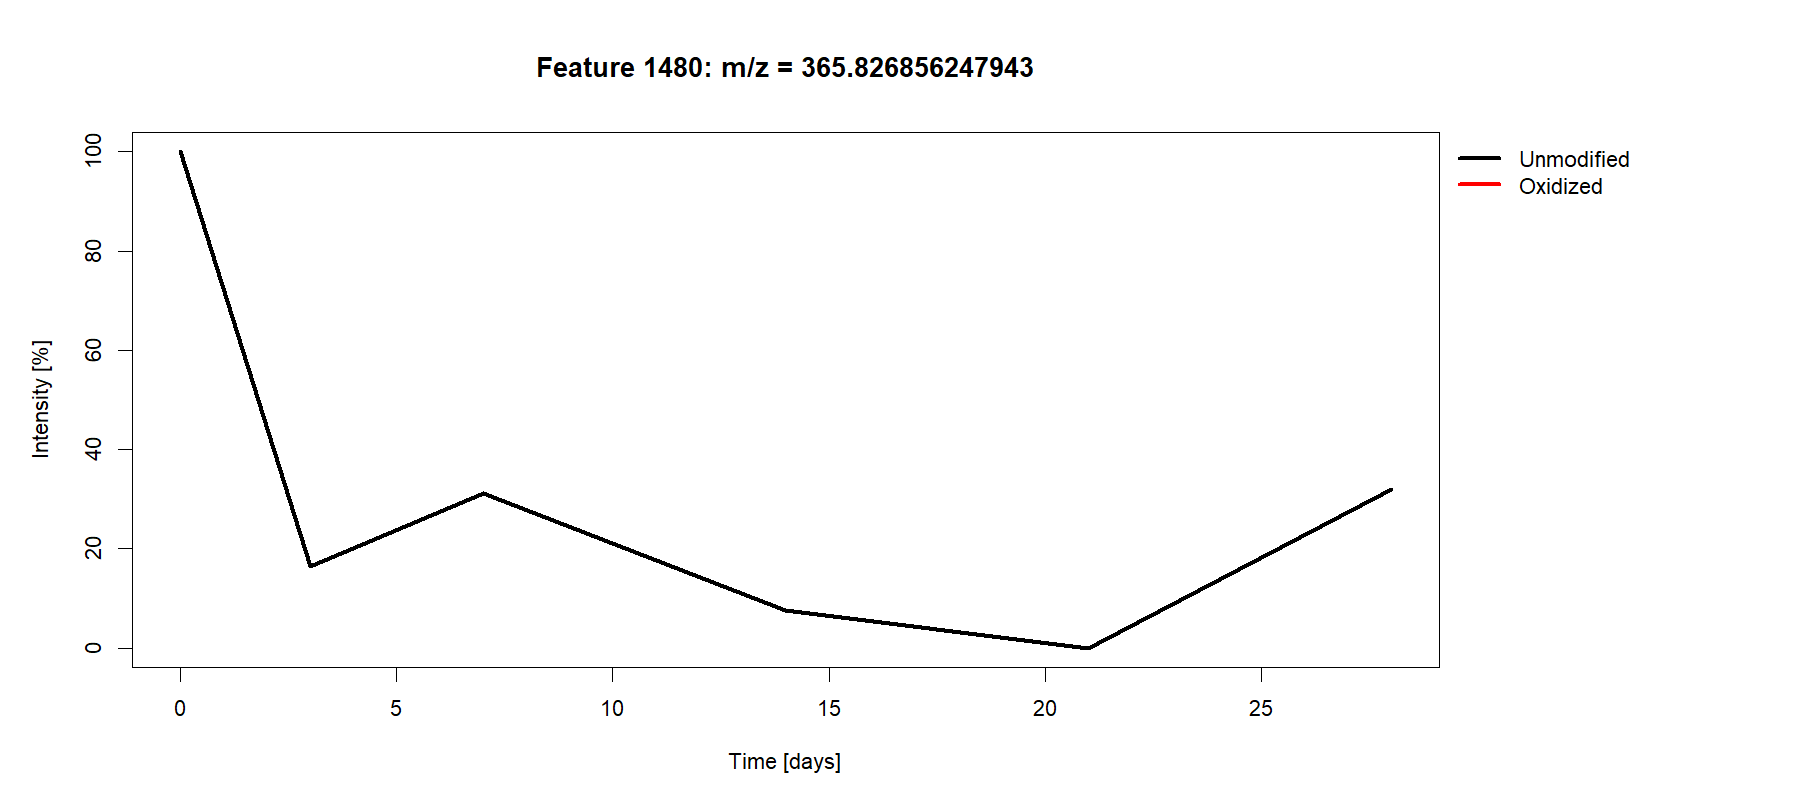 Feature 1480: m/z = 365.826856247943
Unmodified
Oxidized
Intensity [%]
100
80
60
40
20
0
0 5 10 15 20 25
Time [days]